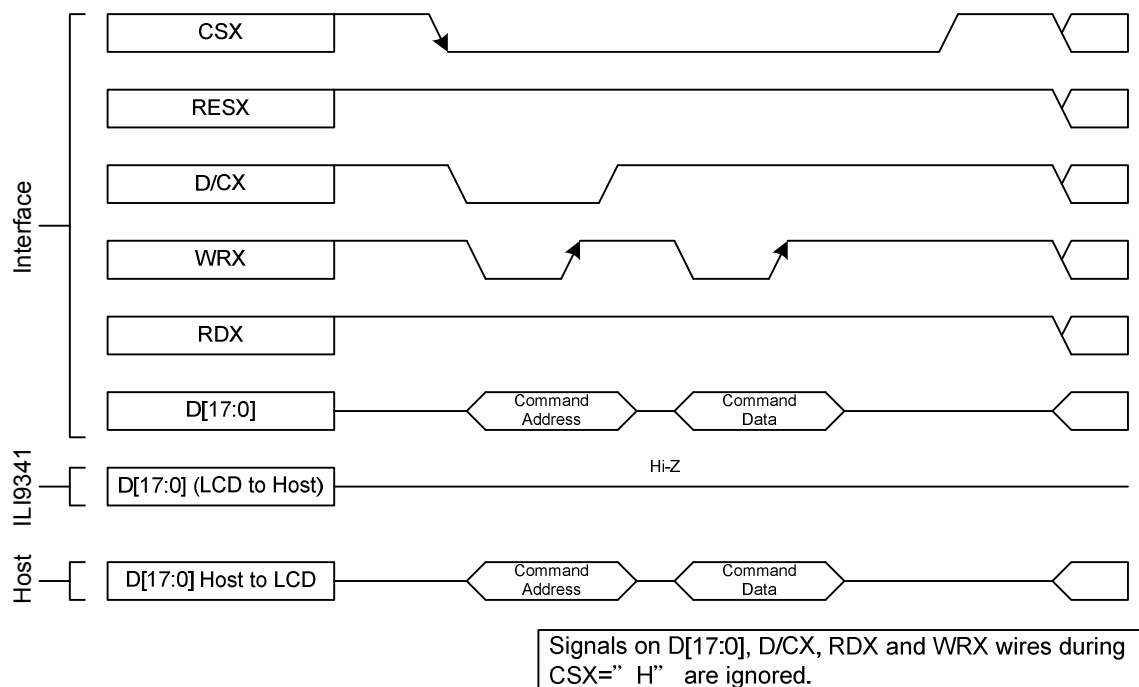 CSX
RESX
Interface
D/CX
WRX
RDX
D[17:0]
Command
Address
Command
Data
ILI9341
D[17:0] (LCD to Host)
Hi-Z
Host
D[17:0] Host to LCD
Command
Address
Command
Data
Signals on D[17:0], D/CX, RDX and WRX wires during
CSX=” H” are ignored.